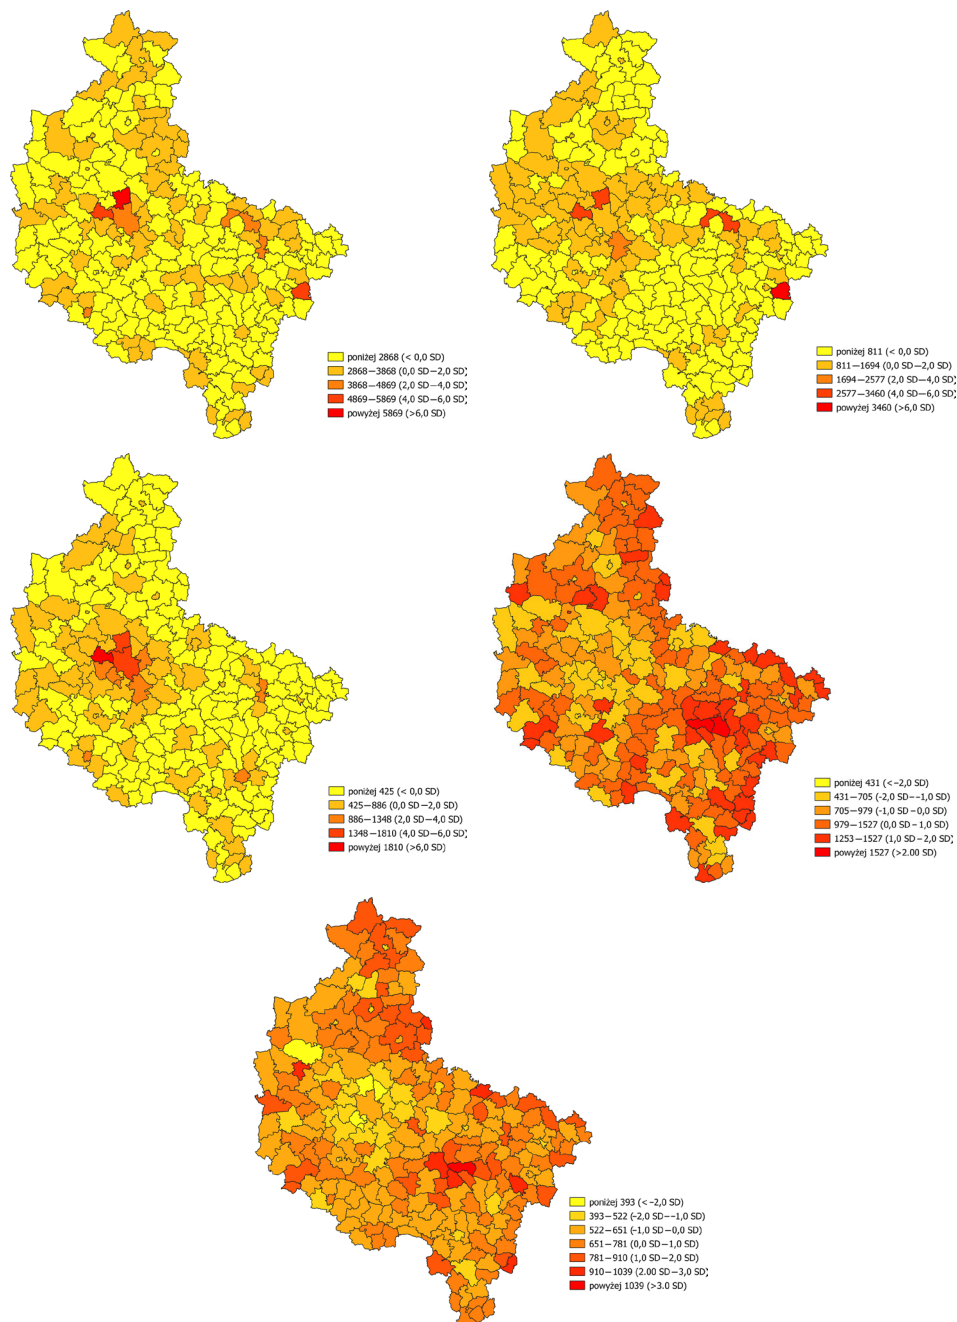 poniżej 2868 (< 0,0 SD)
2868−3868 (0,0 SD−2,0 SD)
3868−4869 (2,0 SD−4,0 SD)
4869−5869 (4,0 SD−6,0 SD)
powyżej 5869 (>6,0 SD)
poniżej 811 (< 0,0 SD)
811−1694 (0,0 SD−2,0 SD)
1694−2577 (2,0 SD−4,0 SD)
2577−3460 (4,0 SD−6,0 SD)
powyżej 3460 (>6,0 SD)
poniżej 425 (< 0,0 SD)
425−886 (0,0 SD−2,0 SD)
886−1348 (2,0 SD−4,0 SD)
1348−1810 (4,0 SD−6,0 SD)
powyżej 1810 (>6,0 SD)
poniżej 431 (<−2,0 SD)
431−705 (-2,0 SD−-1,0 SD)
705−979 (-1,0 SD−0,0 SD)
979−1527 (0,0 SD−1,0 SD)
1253−1527 (1,0 SD−2,0 SD)
powyżej 1527 (>2.00 SD)
poniżej 393 (< −2,0 SD)
393−522 (−2,0 SD−-1,0 SD)
522−651 (−1,0 SD−0,0 SD)
651−781 (0,0 SD−1,0 SD)
781−910 (1,0 SD−2,0 SD)
910−1039 (2.00 SD−3,0 SD)
powyżej 1039 (>3.0 SD)